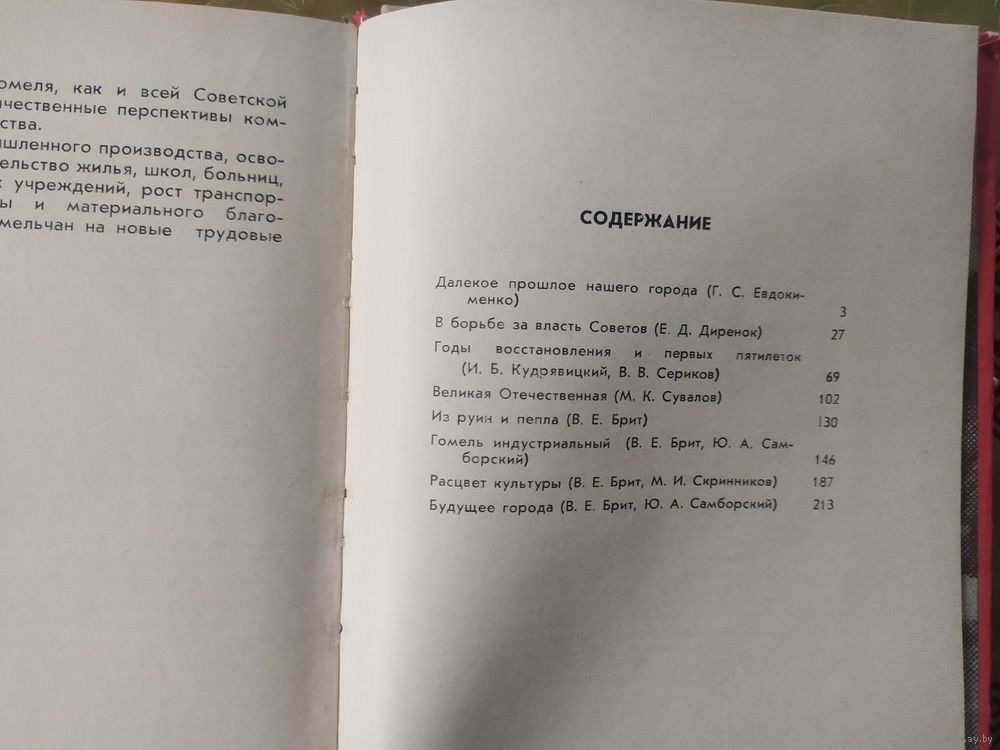 омеля, как и всей Советской
ичественные перспективы ком-
ства.
ышленного производства, осво-
ельство жилья, школ, больниц,
х учреждений, рост транспор-
ы и материального благо-
мельчан на новые трудовые
СОДЕРЖАНИЕ
Далекое прошлое нашего города (Г. С. Евдоки-
менко) 3
В борьбе за власть Советов (Е. Д. Диренок) 27
Годы восстановления и первых пятилеток
(И. Б. Кудрявицкий, В. В. Сериков) 69
Великая Отечественная (М. К. Сувалов) 102
Из руин и пепла (В. Е. Брит) 130
Гомель индустриальный (В. Е. Брит, Ю. А. Сам-
борский) 146
Расцвет культуры (В. Е. Брит, М. И. Скринников) 187
Будущее города (В. Е. Брит, Ю. А. Самборский) 213